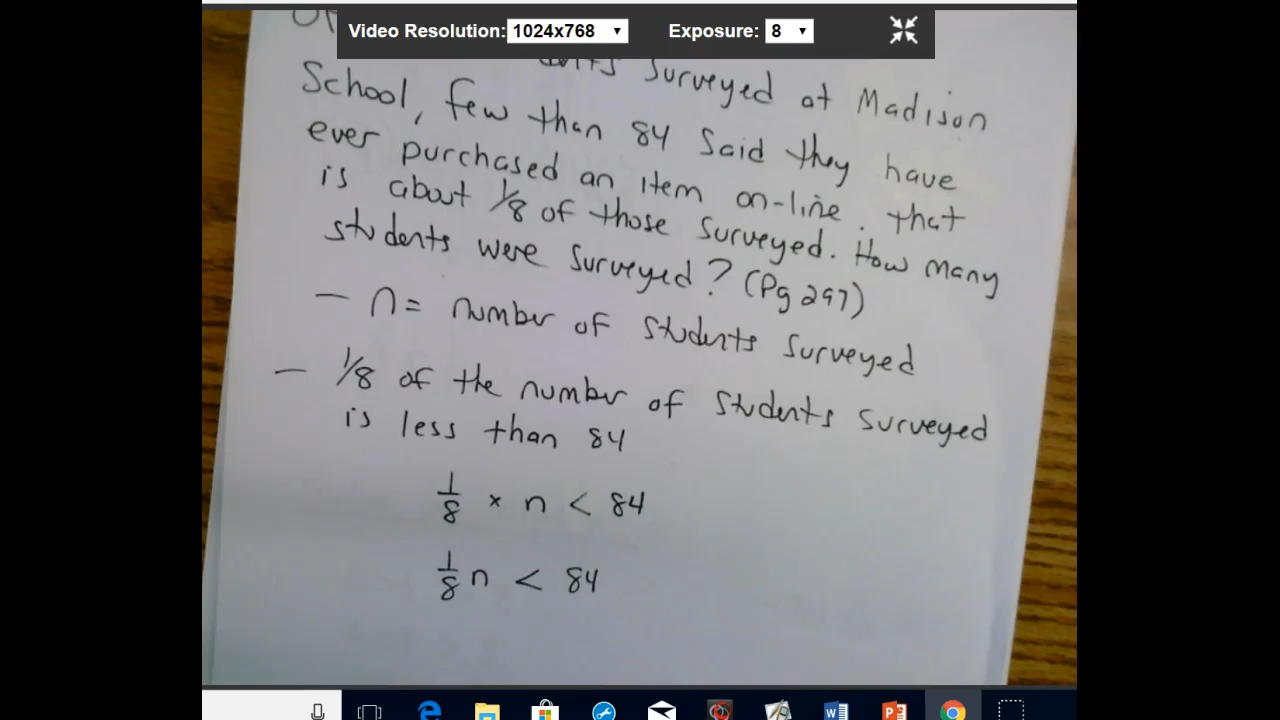 Video Resolution: 1024x768 Exposure: 8
Surveyed at Madison
School, few than 84 Said they have
ever purchased an item on-line. that
is about 1/8 of those surveyed. How many
students were surveyed? (Pg 297)
— n = number of students surveyed
— 1/8 of the number of students surveyed
is less than 84
1/8 × n < 84
1/8 n < 84